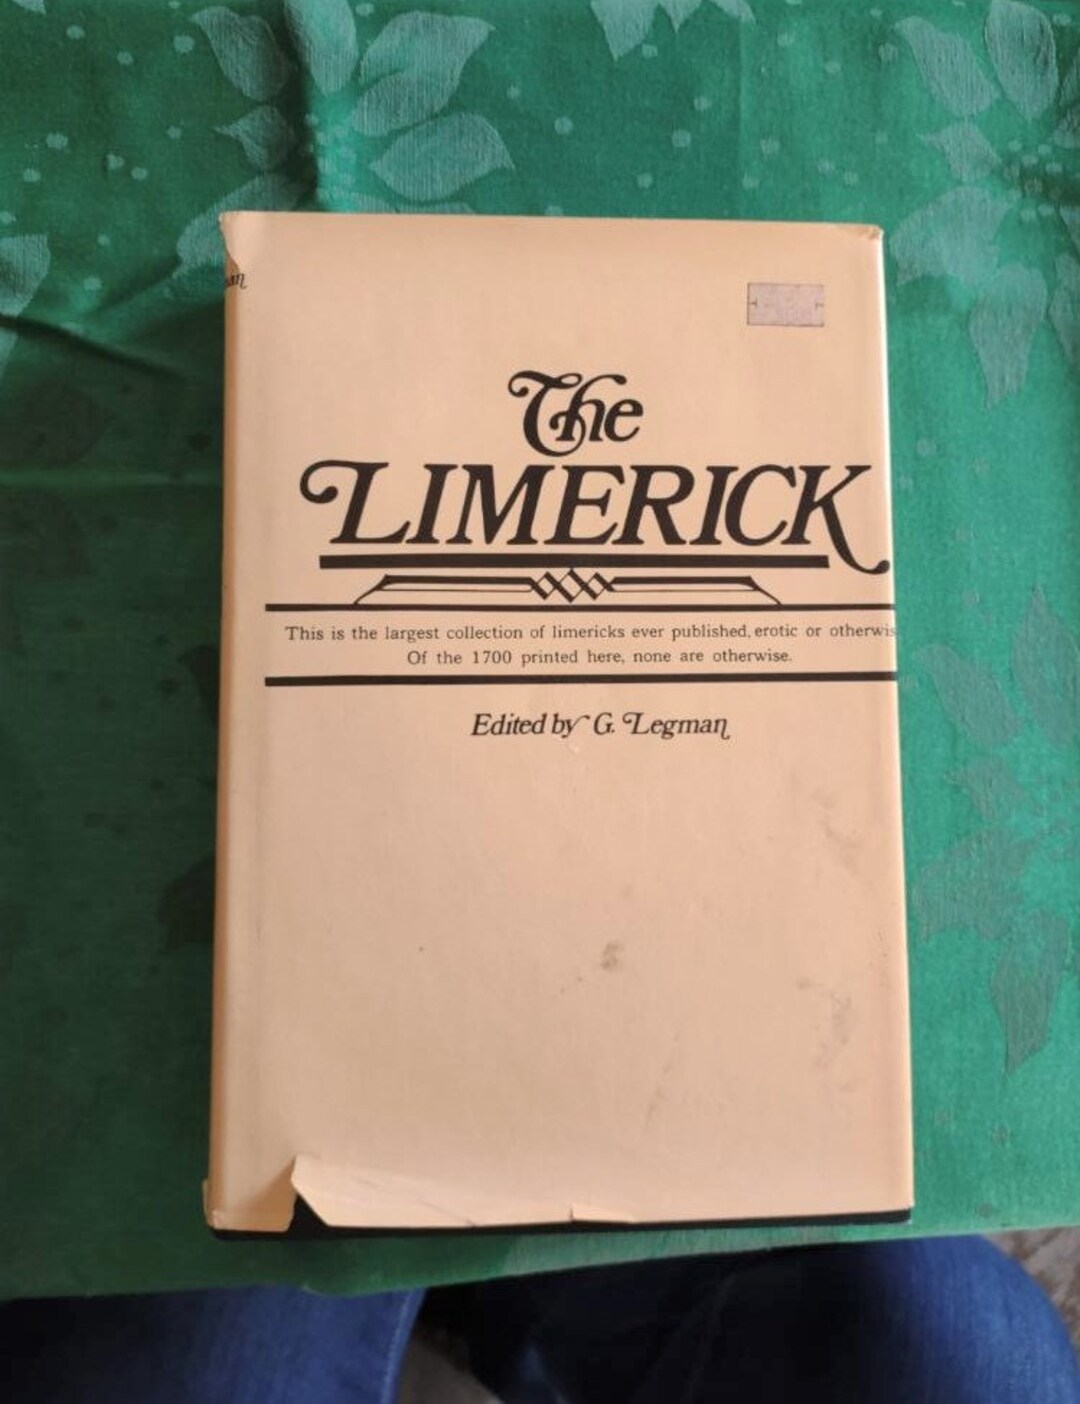 The
LIMERICK
This is the largest collection of limericks ever published, erotic or otherwis
Of the 1700 printed here, none are otherwise.
Edited by G. Legman